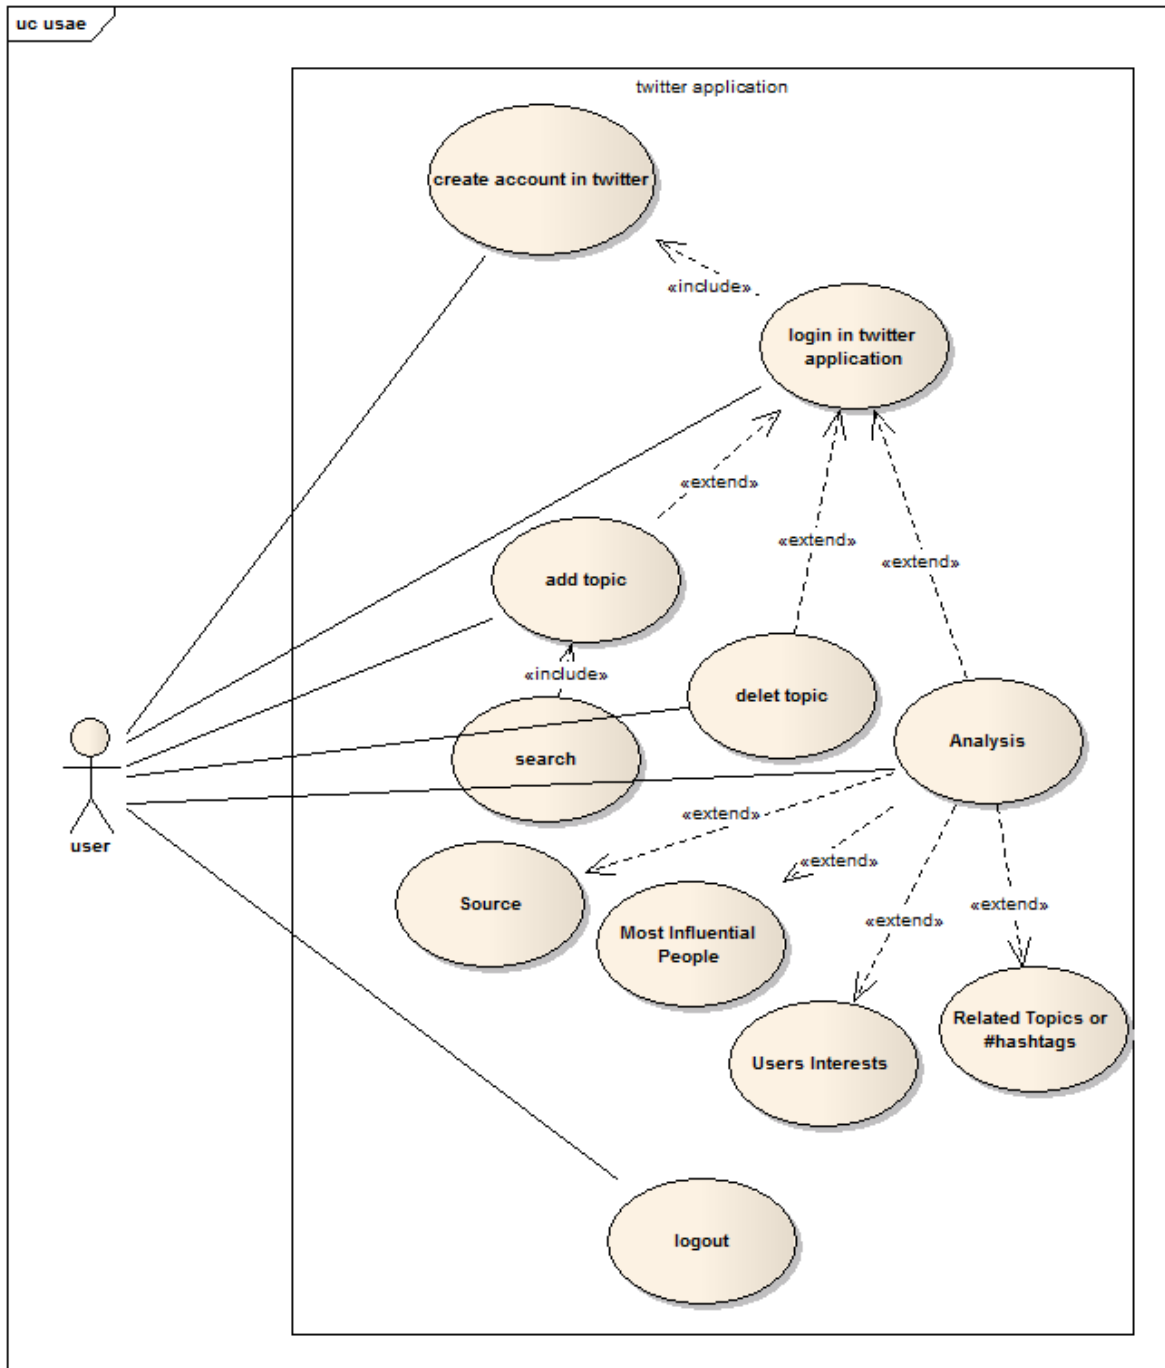 uc usae
twitter application
create account in twitter
«include»
login in twitter
application
«extend»
«extend»
«extend»
add topic
«include»
delet topic
Analysis
search
user
«extend»
«extend»
«extend»
«extend»
Source
Most Influential
People
Users Interests
Related Topics or
#hashtags
logout